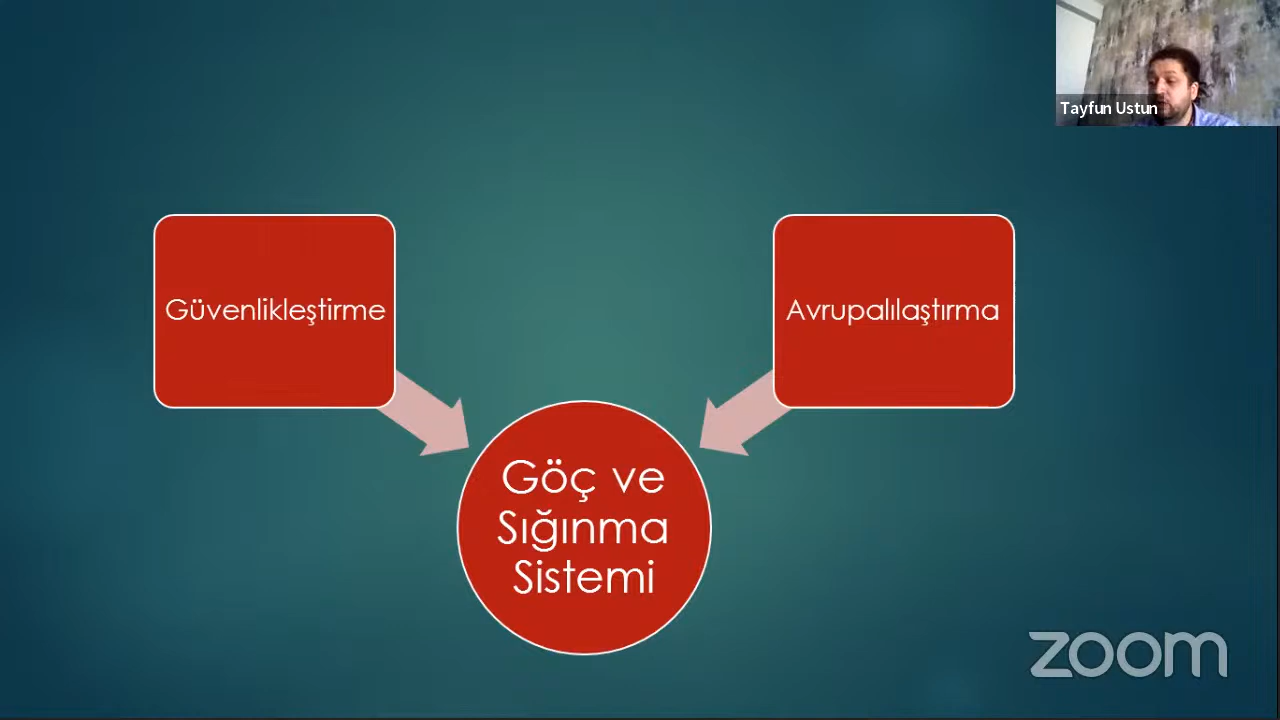 Tayfun Ustun
Güvenlikleştirme
Avrupalılaştırma
Göç ve
Sığınma
Sistemi
zoom